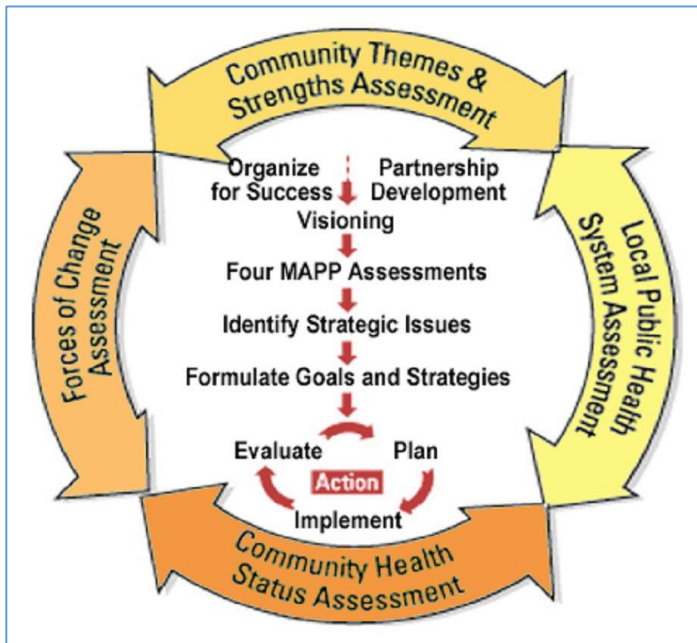 Community Themes &
Strengths Assessment
Organize
for Success
Partnership
Development
Visioning
Four MAPP Assessments
Identify Strategic Issues
Formulate Goals and Strategies
Evaluate
Plan
Action
Implement
Forces of Change
Assessment
Local Public Health
System Assessment
Community Health
Status Assessment